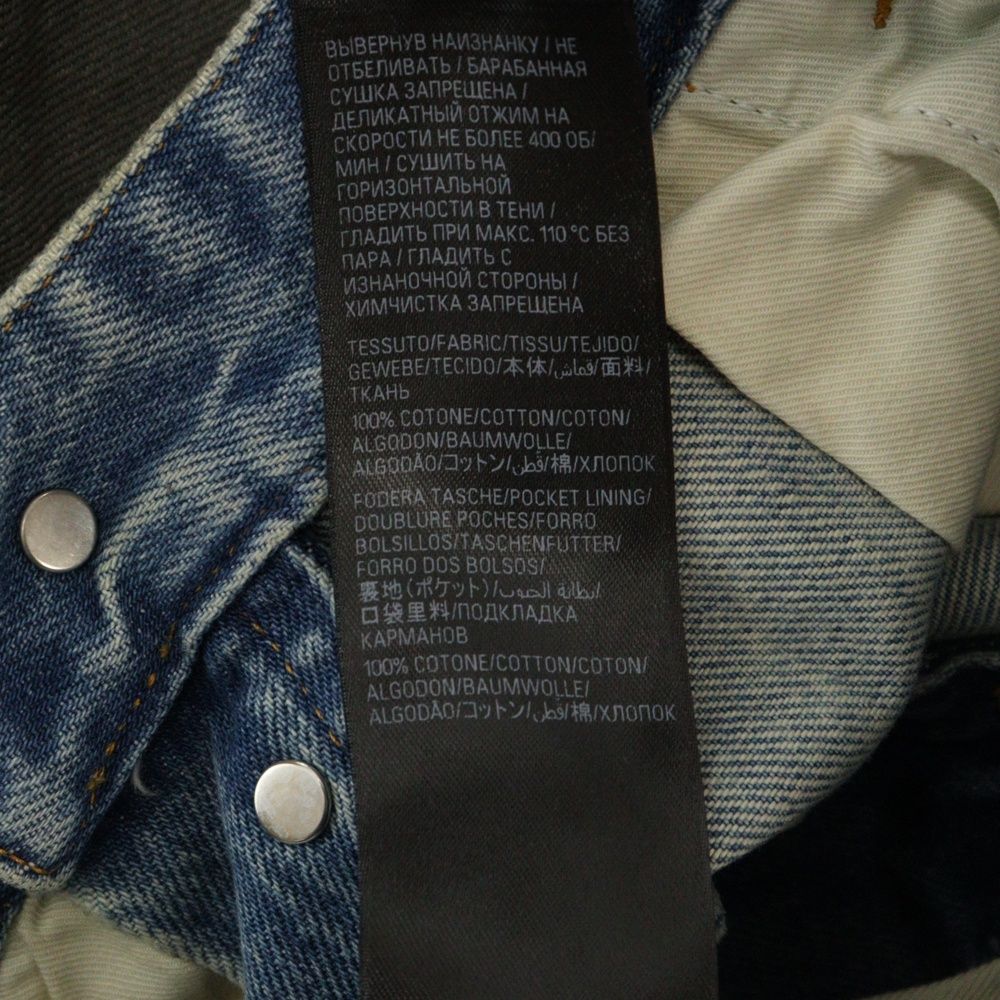 ВЫВЕРНУВ НАИЗНАНКУ / НЕ
ОТБЕЛИВАТЬ / БАРАБАННАЯ
СУШКА ЗАПРЕЩЕНА /
ДЕЛИКАТНЫЙ ОТЖИМ НА
СКОРОСТИ НЕ БОЛЕЕ 400 ОБ/
МИН / СУШИТЬ НА
ГОРИЗОНТАЛЬНОЙ
ПОВЕРХНОСТИ В ТЕНИ /
ГЛАДИТЬ ПРИ МАКС. 110 °C БЕЗ
ПАРА / ГЛАДИТЬ С
ИЗНАНОЧНОЙ СТОРОНЫ /
ХИМЧИСТКА ЗАПРЕЩЕНА
TESSUTO/FABRIC/TISSU/TEJIDO/
GEWEBE/TECIDO/本体/قماش/面料/
ТКАНЬ
100% COTONE/COTTON/COTON/
ALGODON/BAUMWOLLE/
ALGODÃO/コットン/قطن/棉/ХЛОПОК
FODERA TASCHE/POCKET LINING/
DOUBLURE POCHES/FORRO
BOLSILLOS/TASCHENFUTTER/
FORRO DOS BOLSOS/
裏地(ポケット)/بطانة الجيوب/
口袋里料/ПОДКЛАДКА
КАРМАНОВ
100% COTONE/COTTON/COTON/
ALGODON/BAUMWOLLE/
ALGODÃO/コットン/قطن/棉/ХЛОПОК